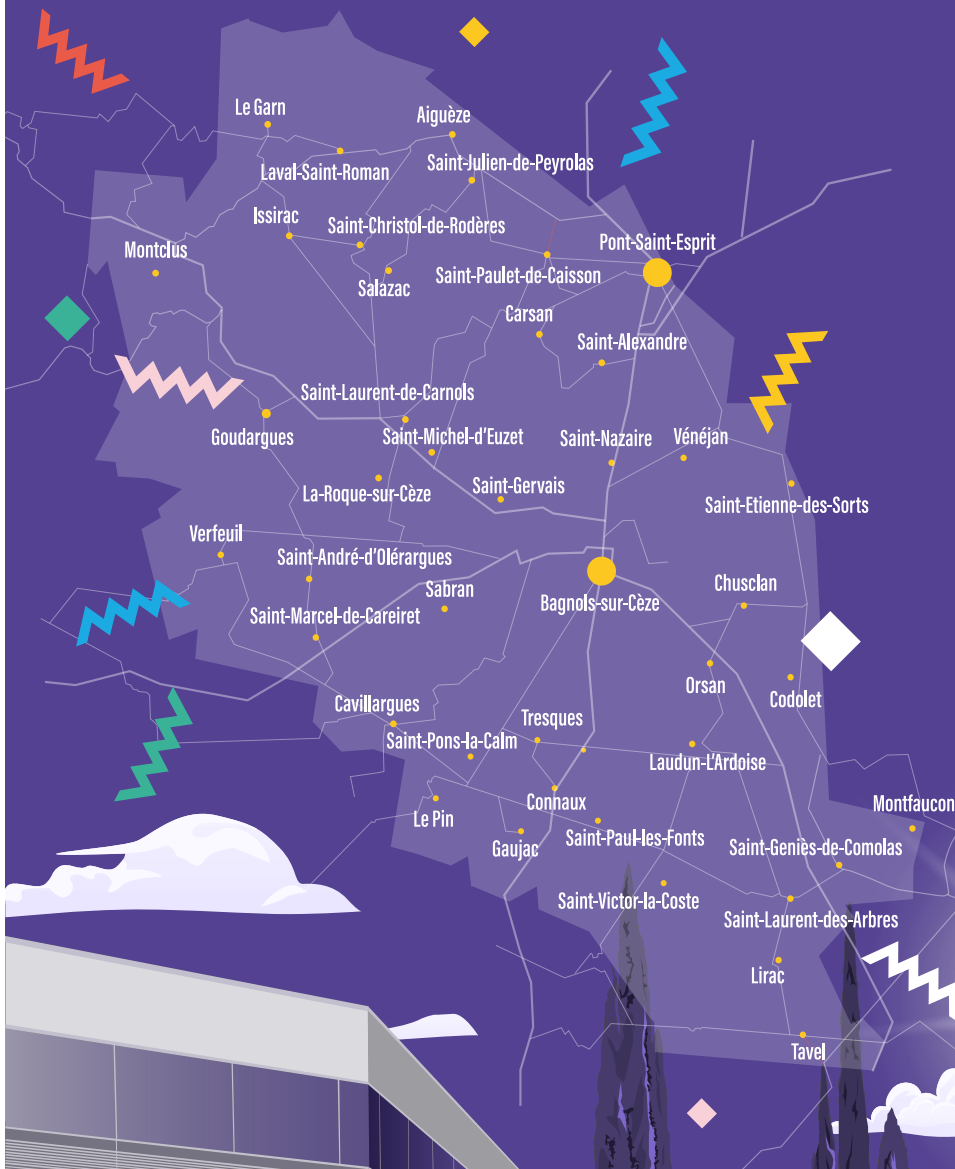 Le Garn
Aiguèze
Saint-Julien-de-Peyrolas
Laval-Saint-Roman
Issirac
Saint-Christol-de-Rodères
Pont-Saint-Esprit
Montclus
Saint-Paulet-de-Caisson
Salazac
Carsan
Saint-Alexandre
Saint-Laurent-de-Carnols
Goudargues
Saint-Michel-d'Euzet
Saint-Nazaire
Vénéjan
La-Roque-sur-Cèze
Saint-Gervais
Saint-Etienne-des-Sorts
Verfeuil
Saint-André-d'Olérargues
Sabran
Chusclan
Bagnols-sur-Cèze
Saint-Marcel-de-Careiret
Orsan
Codolet
Cavillargues
Tresques
Saint-Pons-la-Calm
Laudun-L'Ardoise
Connaux
Montfaucon
Le Pin
Saint-Paul-les-Fonts
Gaujac
Saint-Geniès-de-Comolas
Saint-Victor-la-Coste
Saint-Laurent-des-Arbres
Lirac
Tavel